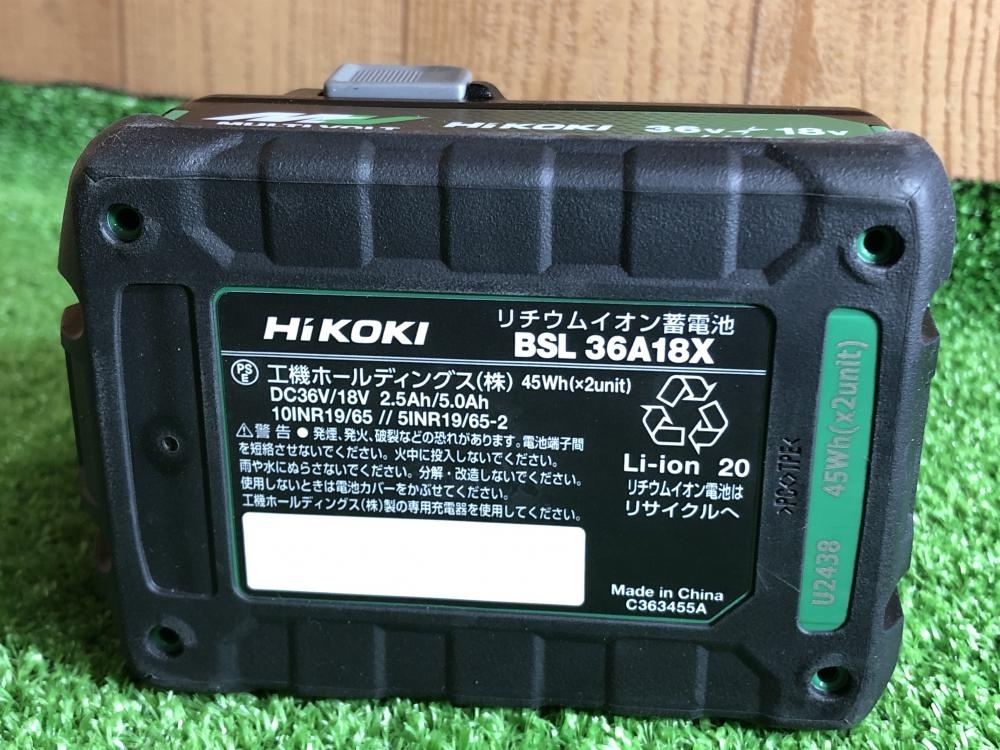 MULTI VOLT HiKOKI 36V⚡18V
HiKOKI
リチウムイオン蓄電池
BSL 36A18X
PS
E
工機ホールディングス(株) 45Wh(×2unit)
DC36V/18V 2.5Ah/5.0Ah
10INR19/65 // 5INR19/65-2
⚠警告 ● 発煙、発火、破裂などの恐れがあります。電池端子間
を短絡させないでください。火中に投入しないでください。
雨や水にぬらさないでください。分解・改造しないでください。
使用しないときは電池カバーをかぶせてください。
工機ホールディングス(株)製の専用充電器を使用してください。
Li-ion 20
リチウムイオン電池は
リサイクルへ
Made in China
C363455A
>PC<>TPE<
U2438 45Wh(×2unit)